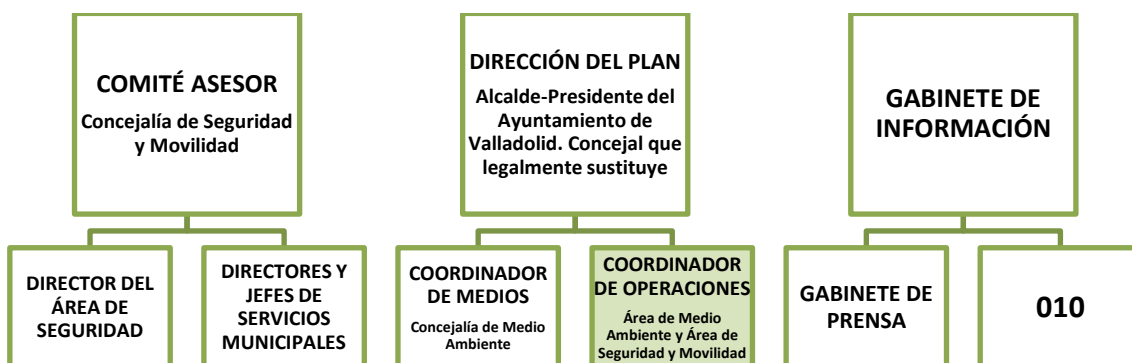 COMITÉ ASESOR
Concejalía de Seguridad
y Movilidad
DIRECCIÓN DEL PLAN
Alcalde-Presidente del
Ayuntamiento de
Valladolid. Concejal que
legalmente sustituye
GABINETE DE
INFORMACIÓN
DIRECTOR DEL
ÁREA DE
SEGURIDAD
DIRECTORES Y
JEFES DE
SERVICIOS
MUNICIPALES
COORDINADOR
DE MEDIOS
Concejalía de Medio
Ambiente
COORDINADOR
DE OPERACIONES
Área de Medio
Ambiente y Área de
Seguridad y Movilidad
GABINETE DE
PRENSA
010